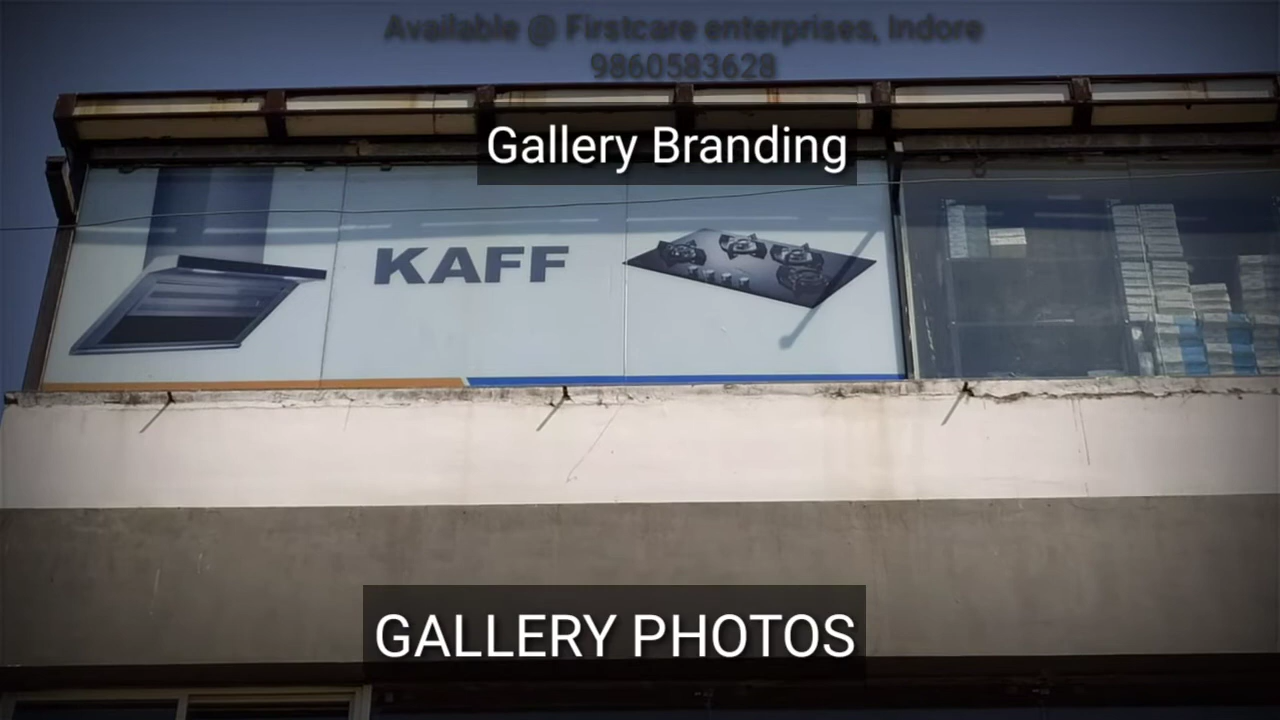 Available @ Firstcare enterprises, Indore
9860583628
Gallery Branding
KAFF
GALLERY PHOTOS